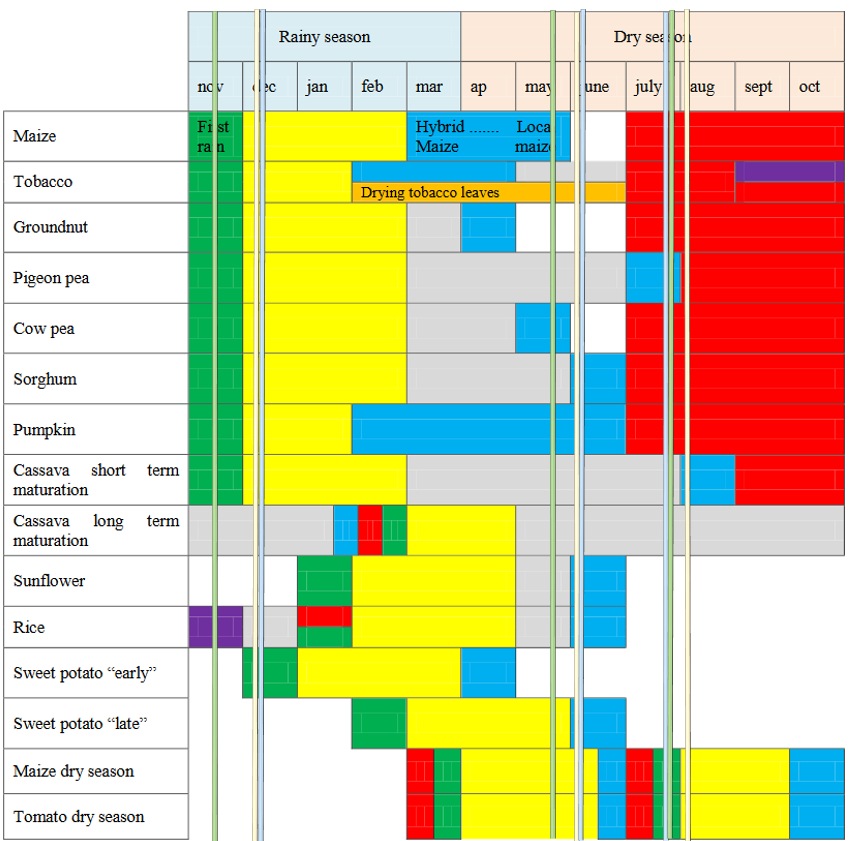 Rainy season Dry season
nov dec jan feb mar ap may june july aug sept oct
Maize
First
rain
Hybrid ....... Loca
Maize maize
Tobacco
Drying tobacco leaves
Groundnut
Pigeon pea
Cow pea
Sorghum
Pumpkin
Cassava short term
maturation
Cassava long term
maturation
Sunflower
Rice
Sweet potato “early”
Sweet potato “late”
Maize dry season
Tomato dry season